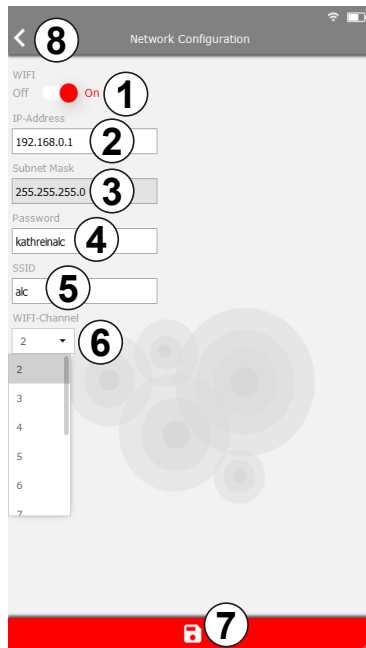 8
Network Configuration
WIFI
Off On 1
IP-Address
192.168.0.1 2
Subnet Mask
255.255.255.0 3
Password
kathreinalc 4
SSID
alc 5
WIFI-Channel
2 6
2
3
4
5
6
7
7